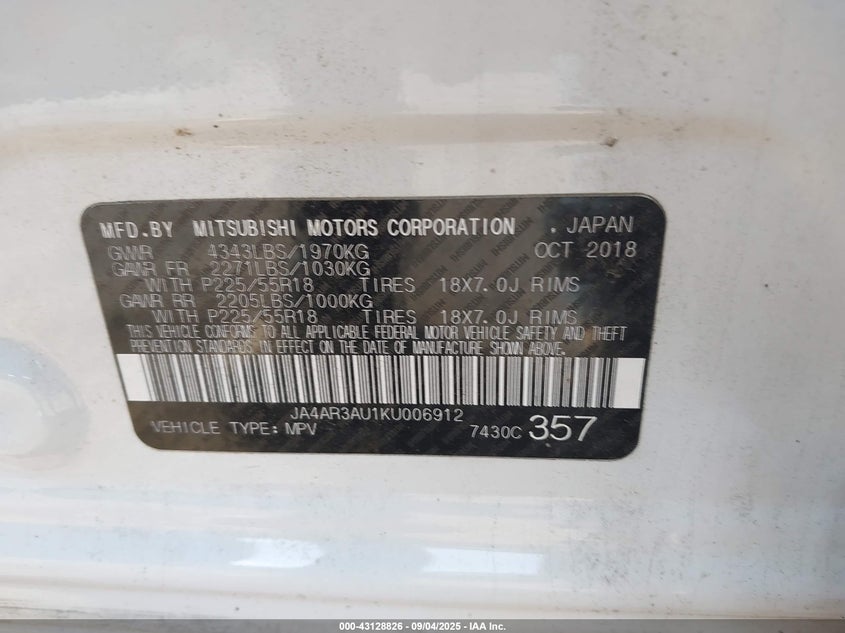 MFD.BY MITSUBISHI MOTORS CORPORATION . JAPAN
GVWR 4343LBS/1970KG OCT 2018
GAWR FR 2271LBS/1030KG
WITH P225/55R18 TIRES 18X7.0J RIMS
GAWR RR 2205LBS/1000KG
WITH P225/55R18 TIRES 18X7.0J RIMS
THIS VEHICLE CONFORMS TO ALL APPLICABLE FEDERAL MOTOR VEHICLE SAFETY AND THEFT
PREVENTION STANDARDS IN EFFECT ON THE DATE OF MANUFACTURE SHOWN ABOVE.
JA4AR3AU1KU006912
VEHICLE TYPE: MPV 7430C 357
000-43128826 - 09/04/2025 - IAA Inc.